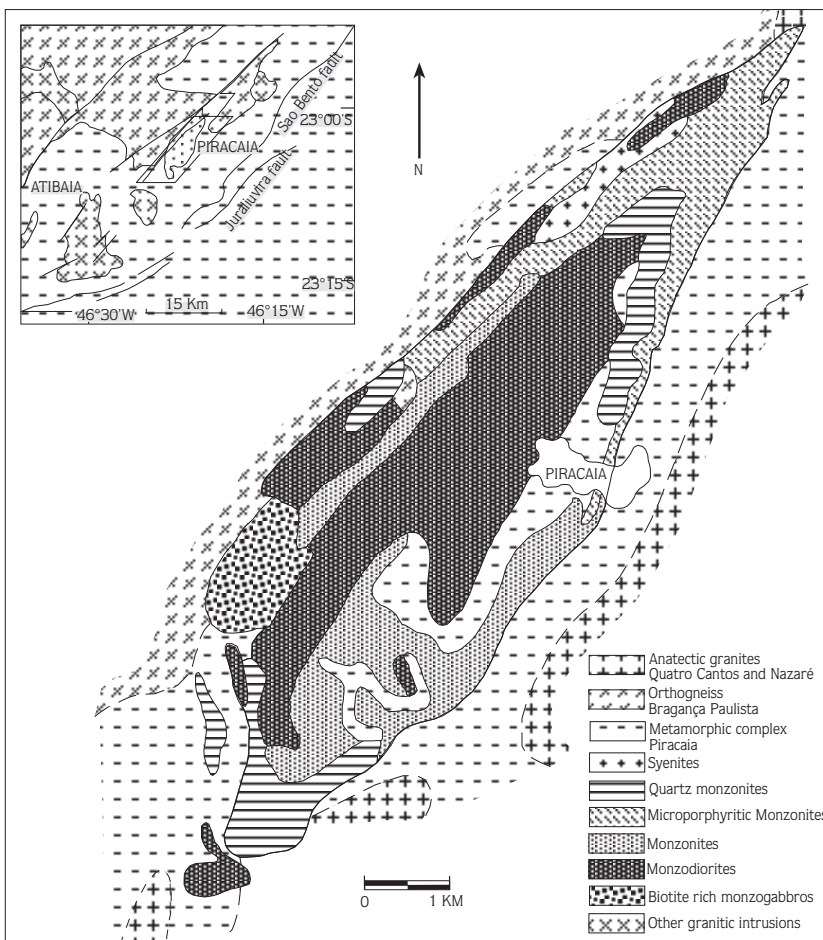 Sao Bento fault
23°00'S
PIRACAIA
Juraliuvira fault
ATIBAIA
23°15'S
46°30'W
15 Km
46°15'W
N
PIRACAIA
Anatectic granites
Quatro Cantos and Nazaré
Orthogneiss
Bragança Paulista
Metamorphic complex
Piracaia
Syenites
Quartz monzonites
Microporphyritic Monzonites
Monzonites
Monzodiorites
Biotite rich monzogabbros
Other granitic intrusions
0 1 KM